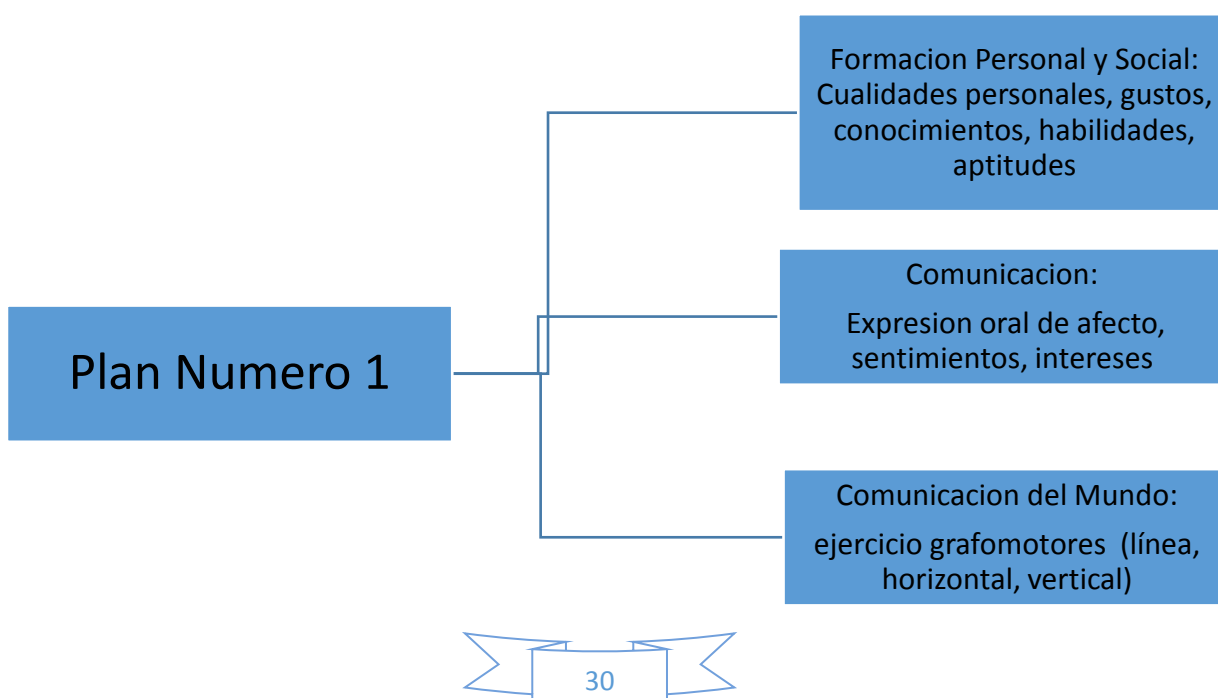 Formacion Personal y Social:
Cualidades personales, gustos,
conocimientos, habilidades,
aptitudes
Comunicacion:
Expresion oral de afecto,
sentimientos, intereses
Plan Numero 1
Comunicacion del Mundo:
ejercicio grafomotores (línea,
horizontal, vertical)
30